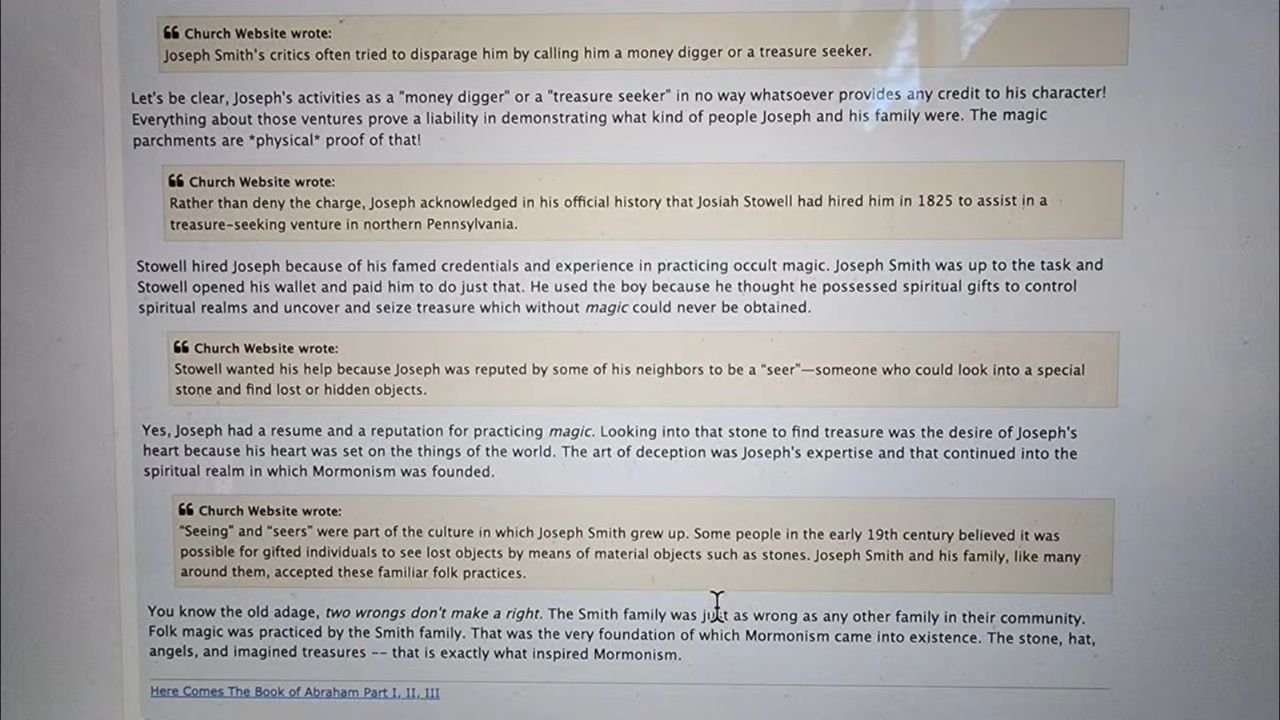 ❝ Church Website wrote:
Joseph Smith's critics often tried to disparage him by calling him a money digger or a treasure seeker.
Let's be clear, Joseph's activities as a "money digger" or a "treasure seeker" in no way whatsoever provides any credit to his character!
Everything about those ventures prove a liability in demonstrating what kind of people Joseph and his family were. The magic
parchments are *physical* proof of that!
❝ Church Website wrote:
Rather than deny the charge, Joseph acknowledged in his official history that Josiah Stowell had hired him in 1825 to assist in a
treasure-seeking venture in northern Pennsylvania.
Stowell hired Joseph because of his famed credentials and experience in practicing occult magic. Joseph Smith was up to the task and
Stowell opened his wallet and paid him to do just that. He used the boy because he thought he possessed spiritual gifts to control
spiritual realms and uncover and seize treasure which without magic could never be obtained.
❝ Church Website wrote:
Stowell wanted his help because Joseph was reputed by some of his neighbors to be a "seer"—someone who could look into a special
stone and find lost or hidden objects.
Yes, Joseph had a resume and a reputation for practicing magic. Looking into that stone to find treasure was the desire of Joseph's
heart because his heart was set on the things of the world. The art of deception was Joseph's expertise and that continued into the
spiritual realm in which Mormonism was founded.
❝ Church Website wrote:
"Seeing" and "seers" were part of the culture in which Joseph Smith grew up. Some people in the early 19th century believed it was
possible for gifted individuals to see lost objects by means of material objects such as stones. Joseph Smith and his family, like many
around them, accepted these familiar folk practices.
You know the old adage, two wrongs don't make a right. The Smith family was just as wrong as any other family in their community.
Folk magic was practiced by the Smith family. That was the very foundation of which Mormonism came into existence. The stone, hat,
angels, and imagined treasures -- that is exactly what inspired Mormonism.
Here Comes The Book of Abraham Part I, II, III